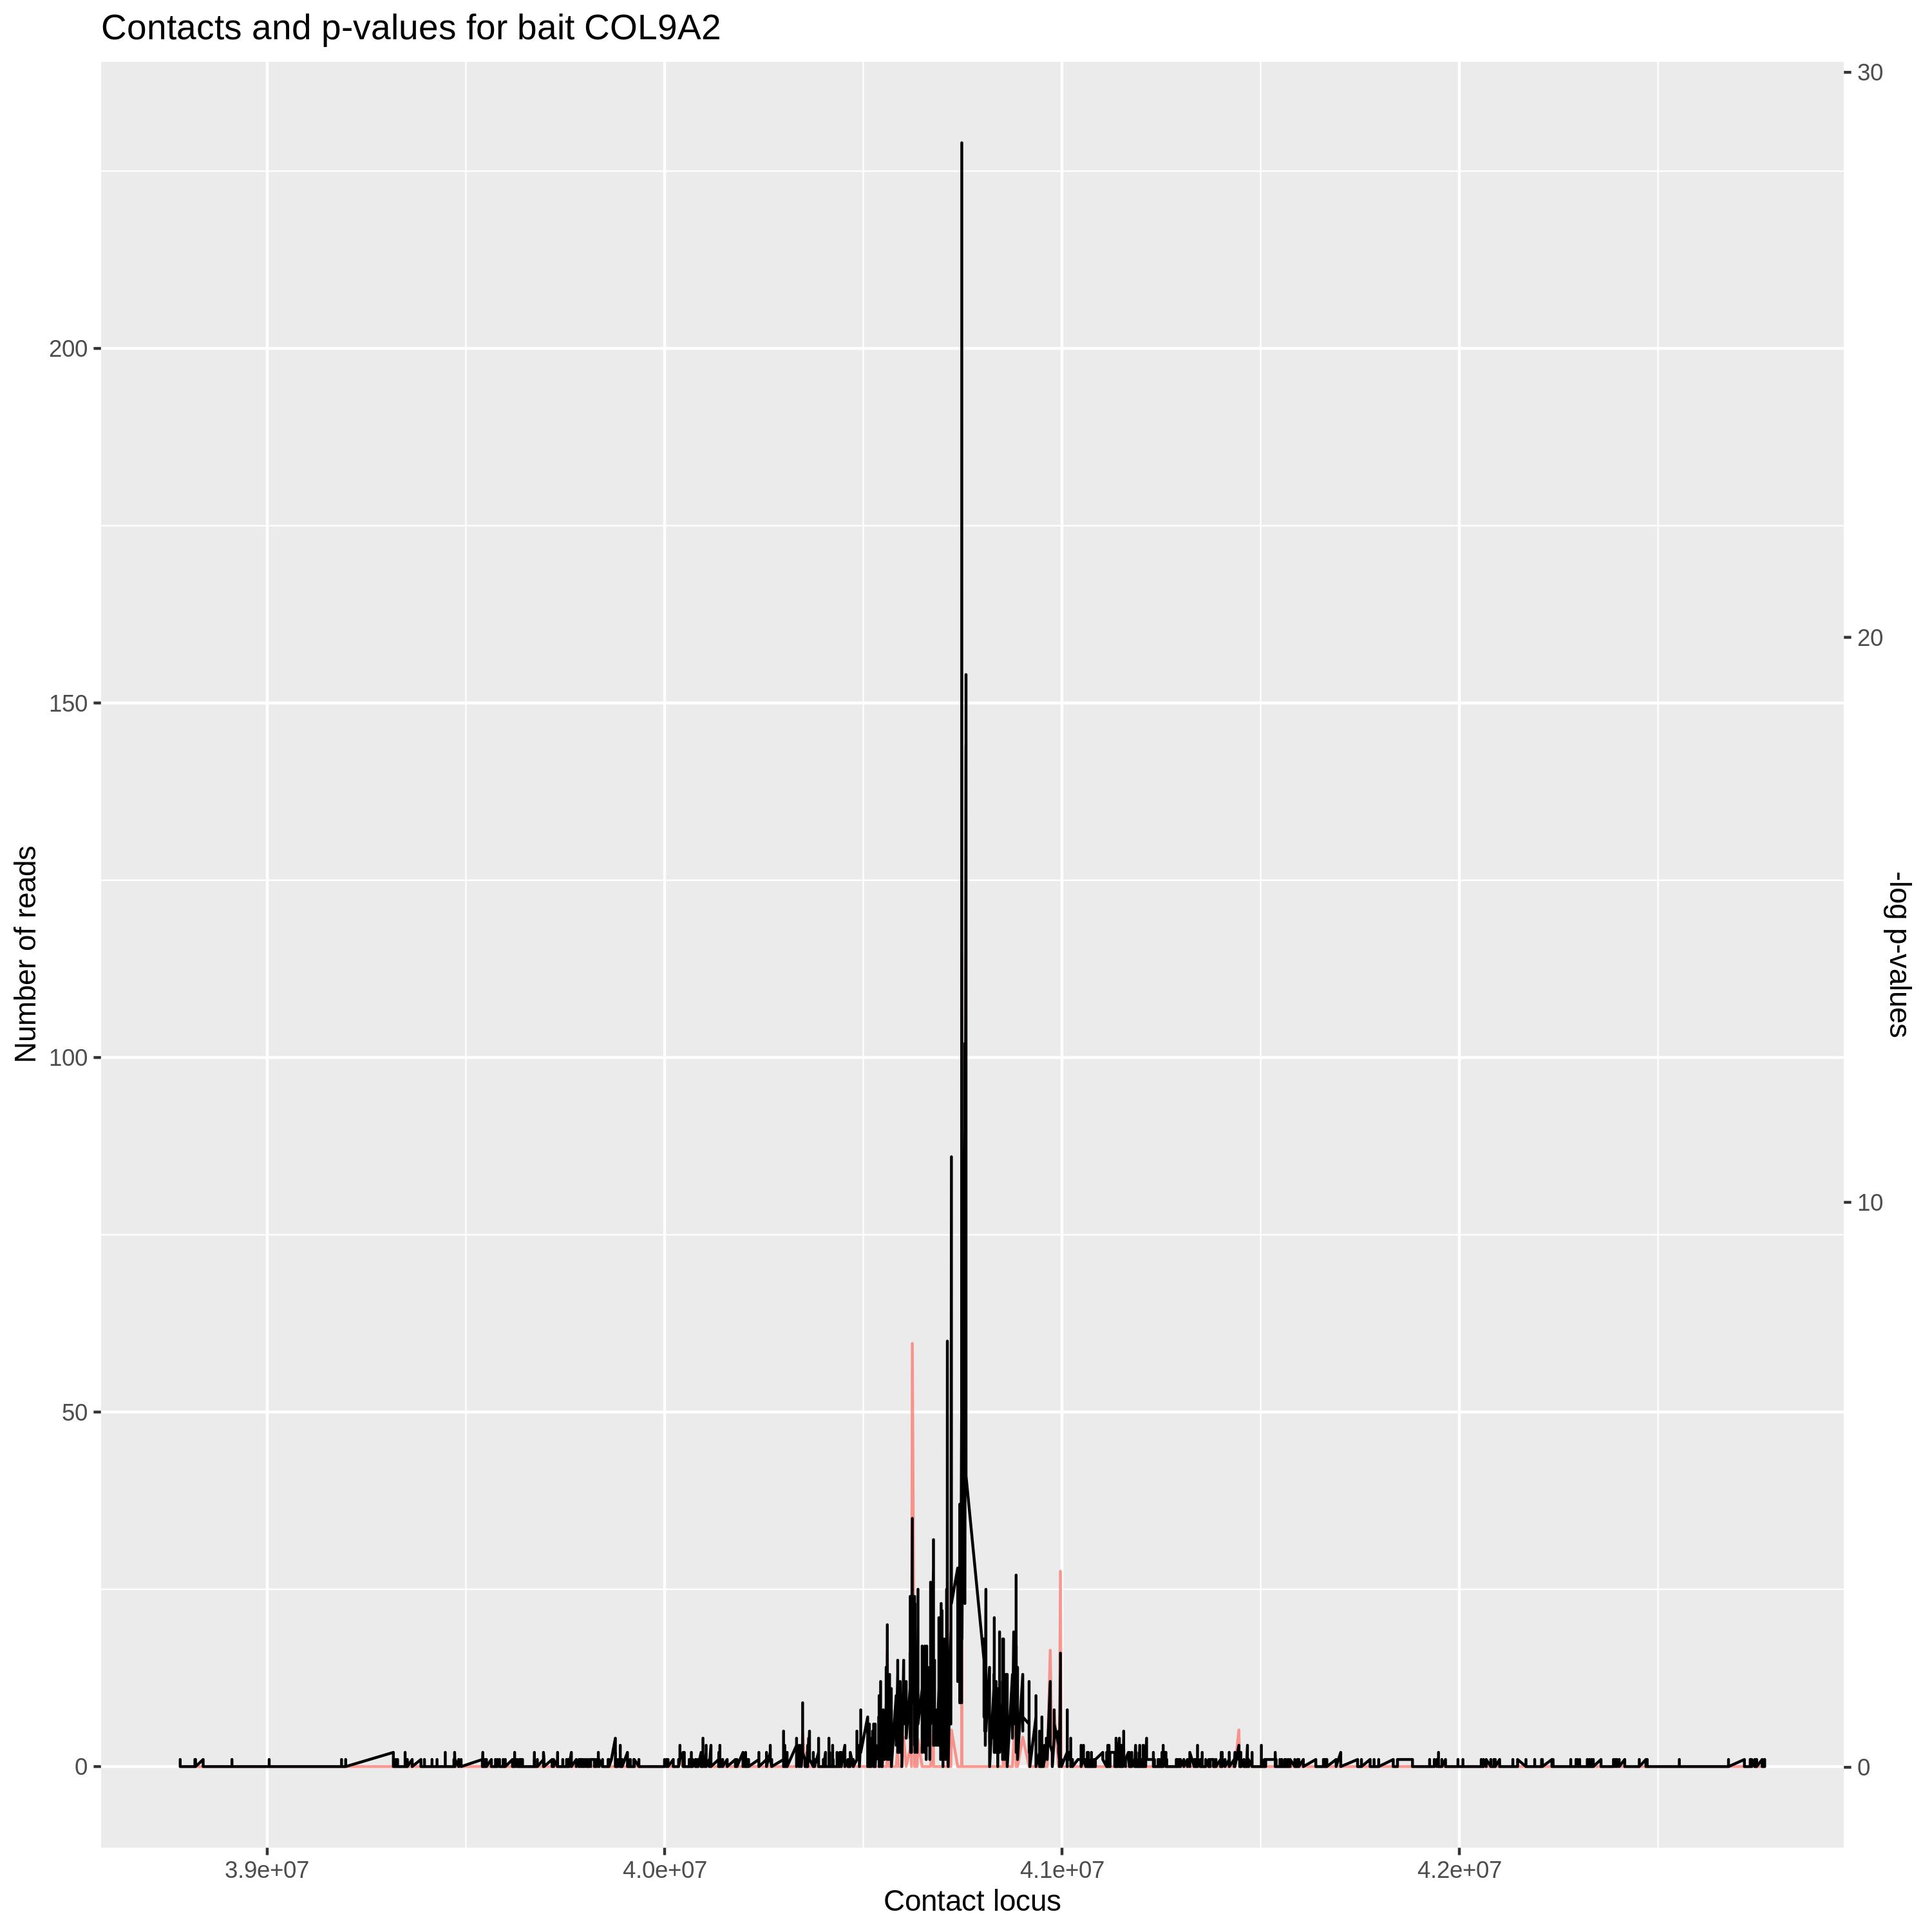 Contacts and p-values for bait COL9A2
30
200
20
150
Number of reads
-log p-values
100
10
50
0
0
3.9e+07
4.0e+07
4.1e+07
4.2e+07
Contact locus